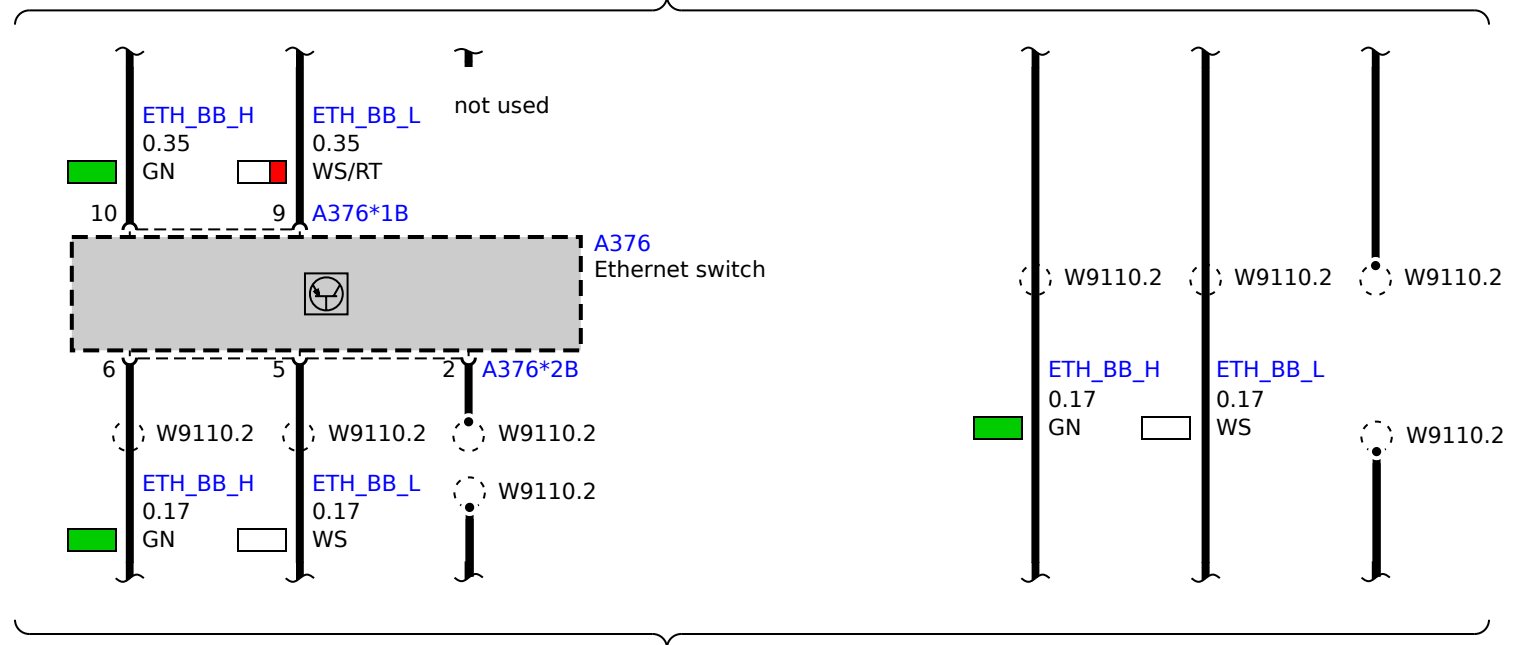 ETH_BB_H
0.35
GN
ETH_BB_L
0.35
WS/RT
not used
10
9
A376*1B
A376
Ethernet switch
6
5
2
A376*2B
W9110.2
W9110.2
W9110.2
W9110.2
ETH_BB_H
0.17
GN
ETH_BB_L
0.17
WS
W9110.2
W9110.2
W9110.2
ETH_BB_H
0.17
GN
ETH_BB_L
0.17
WS
W9110.2